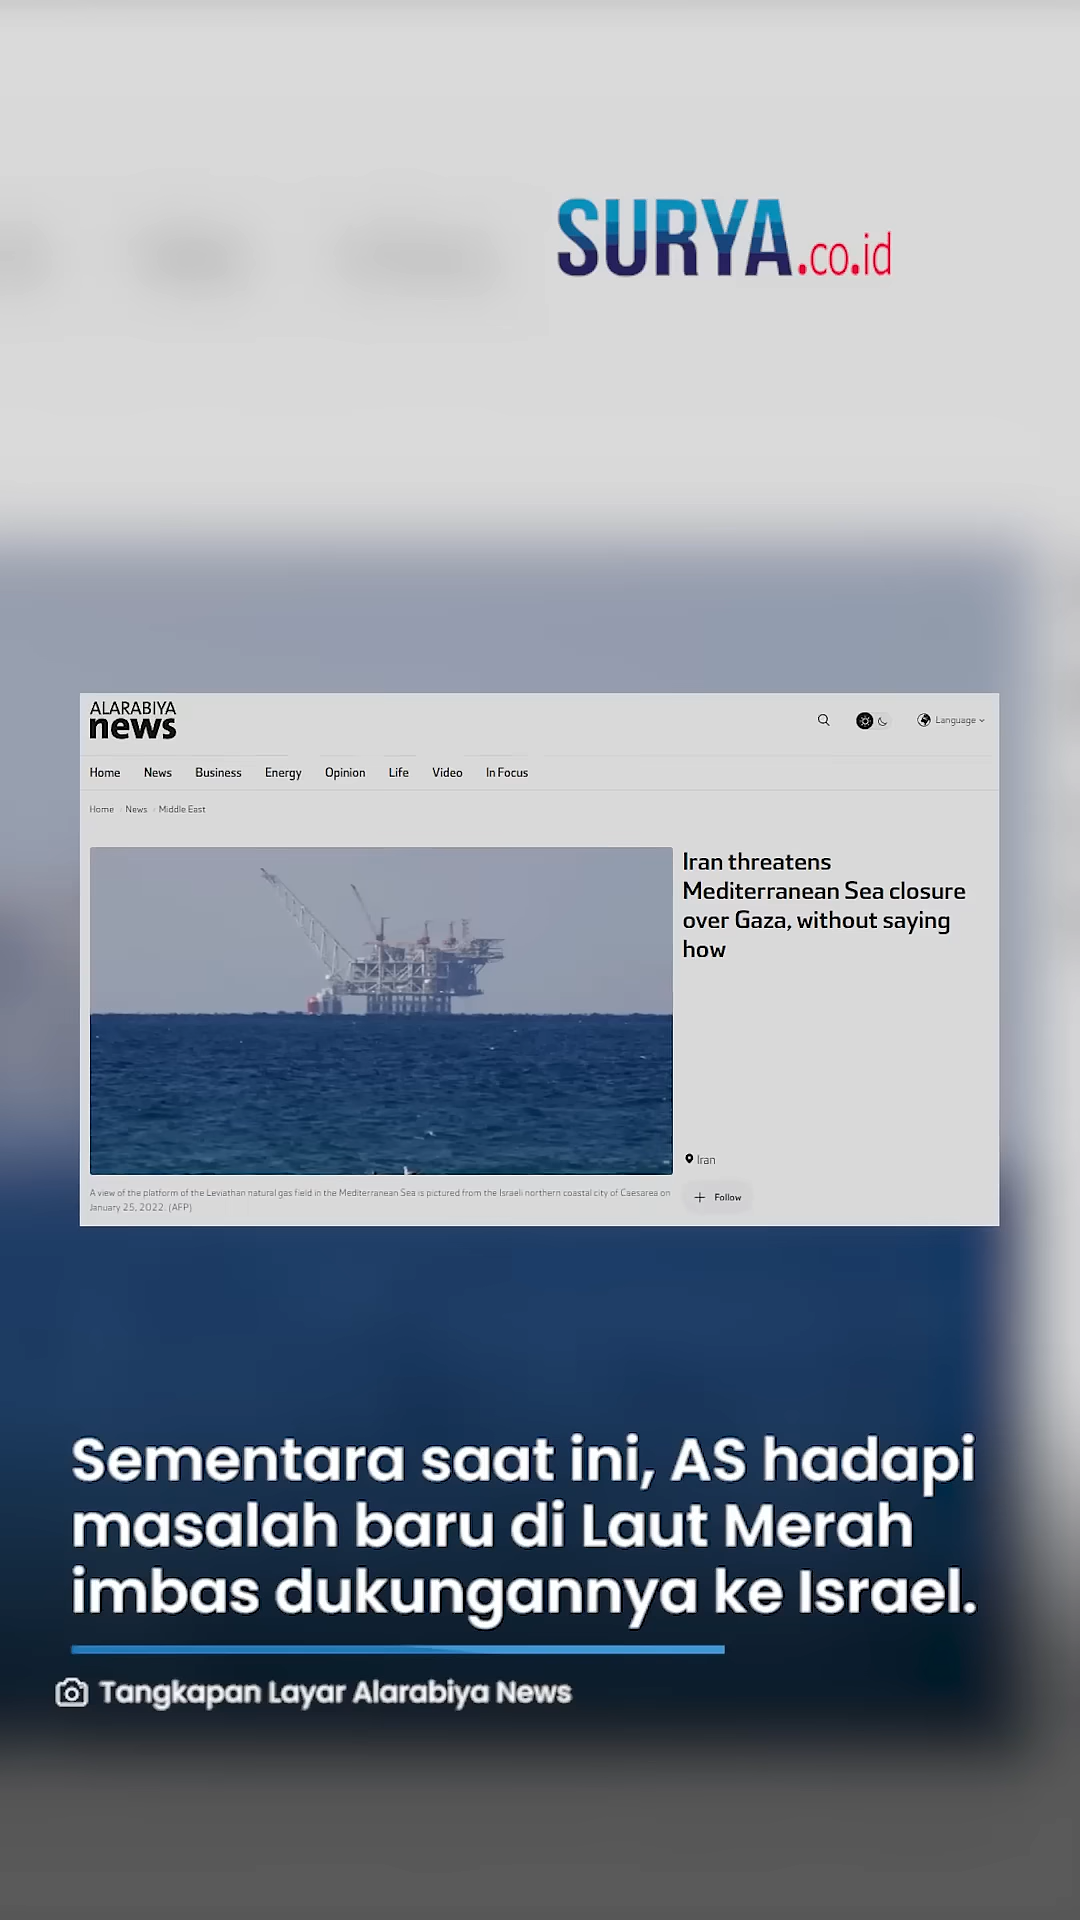 SURYA.co.id
ALARABIYA
news
Language
Home News Business Energy Opinion Life Video In Focus
Home / News / Middle East
Iran threatens
Mediterranean Sea closure
over Gaza, without saying
how
Iran
+ Follow
A view of the platform of the Leviathan natural gas field in the Mediterranean Sea is pictured from the Israeli northern coastal city of Caesarea on
January 25, 2022. (AFP)
Sementara saat ini, AS hadapi
masalah baru di Laut Merah
imbas dukungannya ke Israel.
Tangkapan Layar Alarabiya News